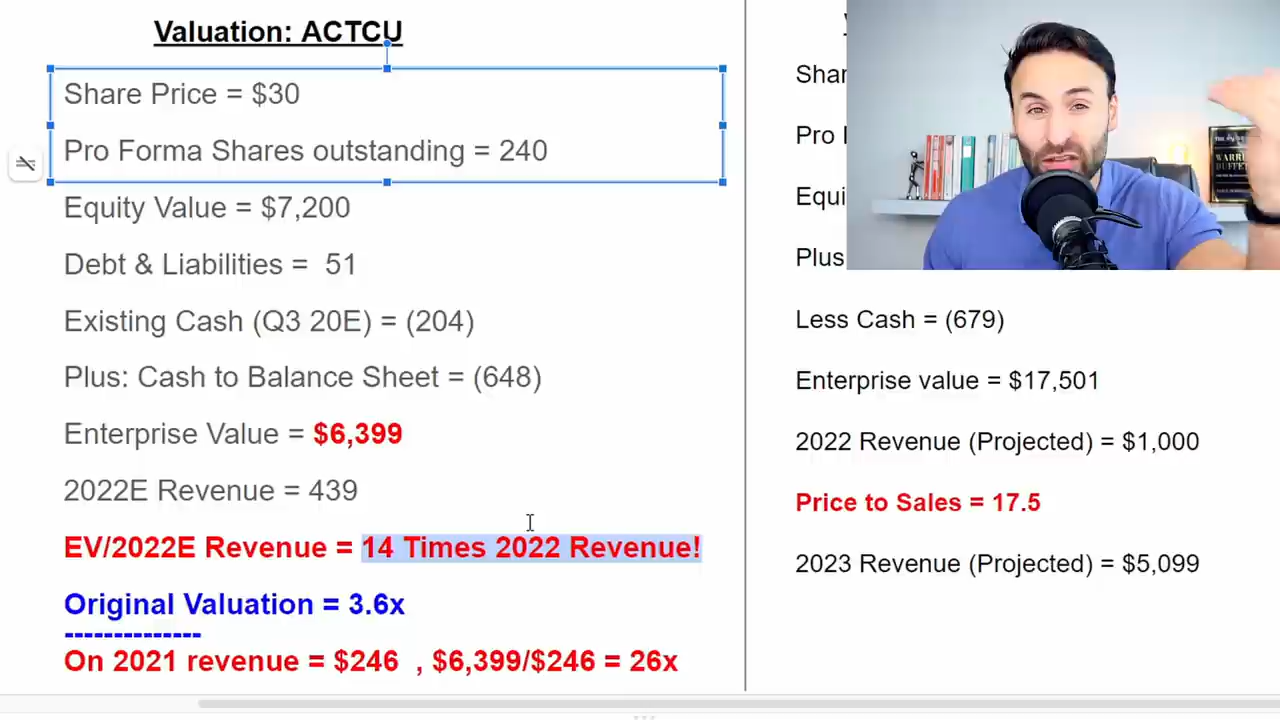 Valuation: ACTCU
Share Price = $30
Pro Forma Shares outstanding = 240
Equity Value = $7,200
Debt & Liabilities = 51
Existing Cash (Q3 20E) = (204)
Plus: Cash to Balance Sheet = (648)
Enterprise Value = $6,399
2022E Revenue = 439
EV/2022E Revenue = 14 Times 2022 Revenue!
Original Valuation = 3.6x
--------------
On 2021 revenue = $246 , $6,399/$246 = 26x
Shar
Pro
Equi
Plus
Less Cash = (679)
Enterprise value = $17,501
2022 Revenue (Projected) = $1,000
Price to Sales = 17.5
2023 Revenue (Projected) = $5,099